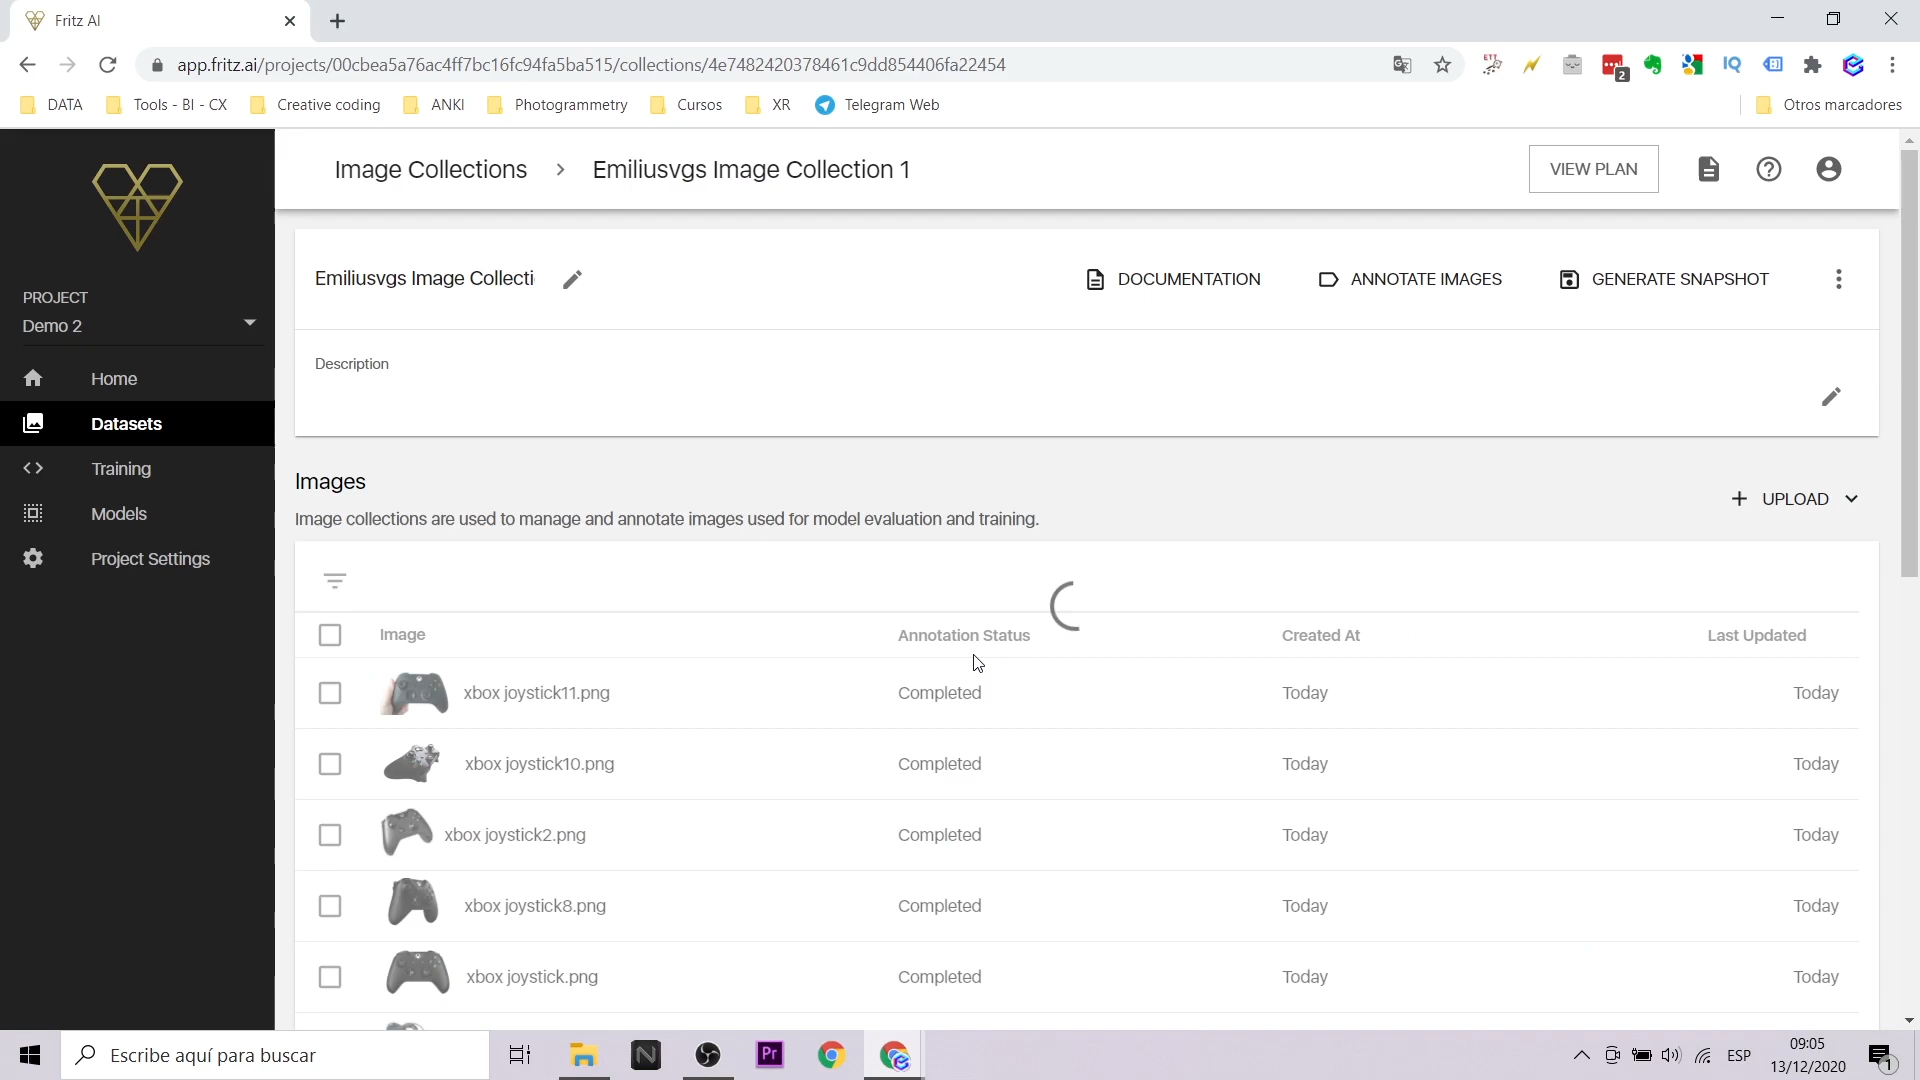 Fritz AI
app.fritz.ai/projects/00cbea5a76ac4ff7bc16fc94fa5ba515/collections/4e7482420378461c9dd854406fa22454
ETT
2
IQ
DATA
Tools - BI - CX
Creative coding
ANKI
Photogrammetry
Cursos
XR
Telegram Web
Otros marcadores
Image Collections > Emiliusvgs Image Collection 1
VIEW PLAN
PROJECT
Demo 2
Home
Datasets
Training
Models
Project Settings
Emiliusvgs Image Collecti
DOCUMENTATION
ANNOTATE IMAGES
GENERATE SNAPSHOT
Description
Images
Image collections are used to manage and annotate images used for model evaluation and training.
+ UPLOAD
Image Annotation Status Created At Last Updated
xbox joystick11.png Completed Today Today
xbox joystick10.png Completed Today Today
xbox joystick2.png Completed Today Today
xbox joystick8.png Completed Today Today
xbox joystick.png Completed Today Today
Escribe aquí para buscar
N
Pr
ESP
09:05
13/12/2020
1